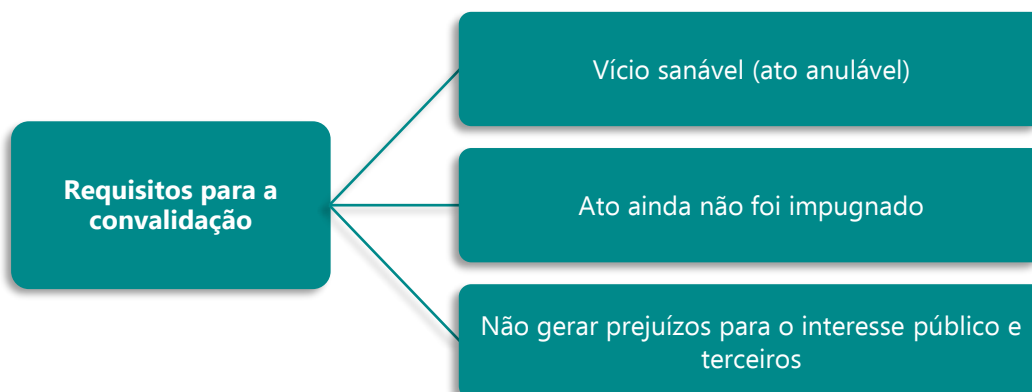 Requisitos para a
convalidação
Vício sanável (ato anulável)
Ato ainda não foi impugnado
Não gerar prejuízos para o interesse público e
terceiros